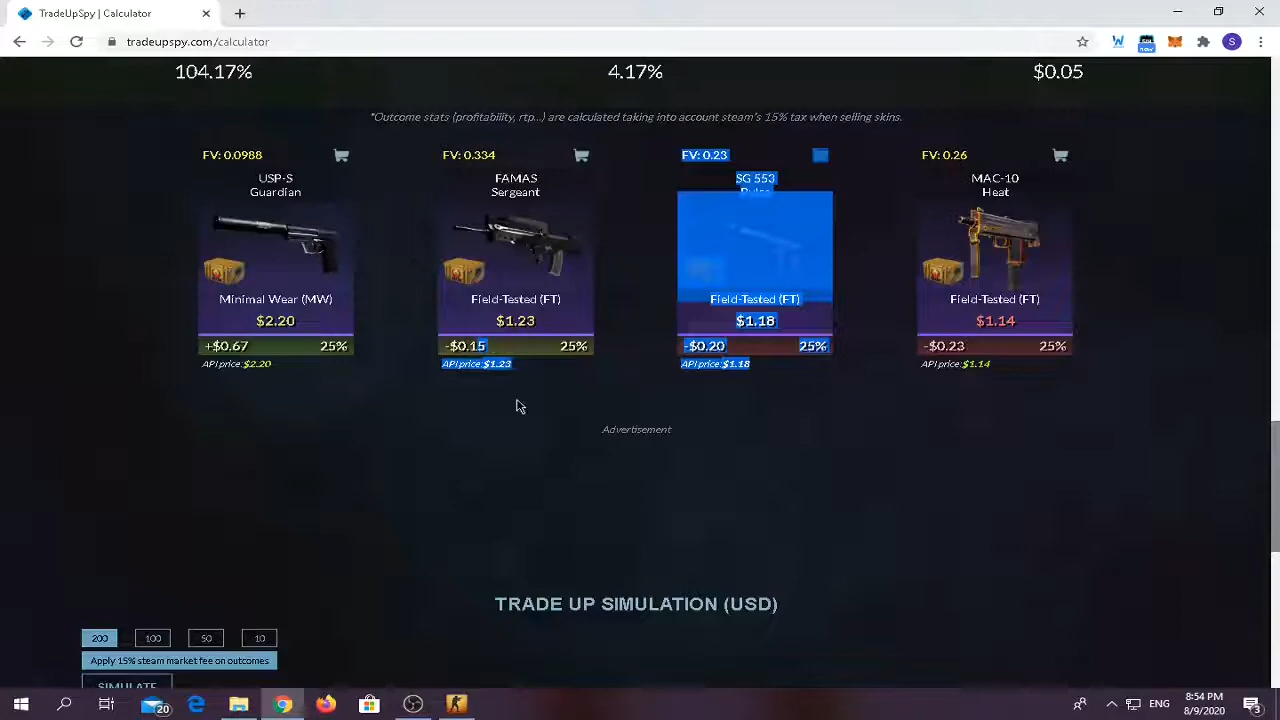 TradeUpSpy | Calculator
tradeupspy.com/calculator
104.17%
4.17%
$0.05
*Outcome stats (profitability, rtp...) are calculated taking into account steam's 15% tax when selling skins.
FV: 0.0988
USP-S
Guardian
Minimal Wear (MW)
$2.20
+$0.67 25%
API price:$2.20
FV: 0.334
FAMAS
Sergeant
Field-Tested (FT)
$1.23
-$0.15 25%
API price:$1.23
FV: 0.23
SG 553
Pulse
Field-Tested (FT)
$1.18
-$0.20 25%
API price:$1.18
FV: 0.26
MAC-10
Heat
Field-Tested (FT)
$1.14
-$0.23 25%
API price:$1.14
Advertisement
TRADE UP SIMULATION (USD)
200 100 50 10
Apply 15% steam market fee on outcomes
SIMULATE
20
ENG
8:54 PM
8/9/2020
3
S
W